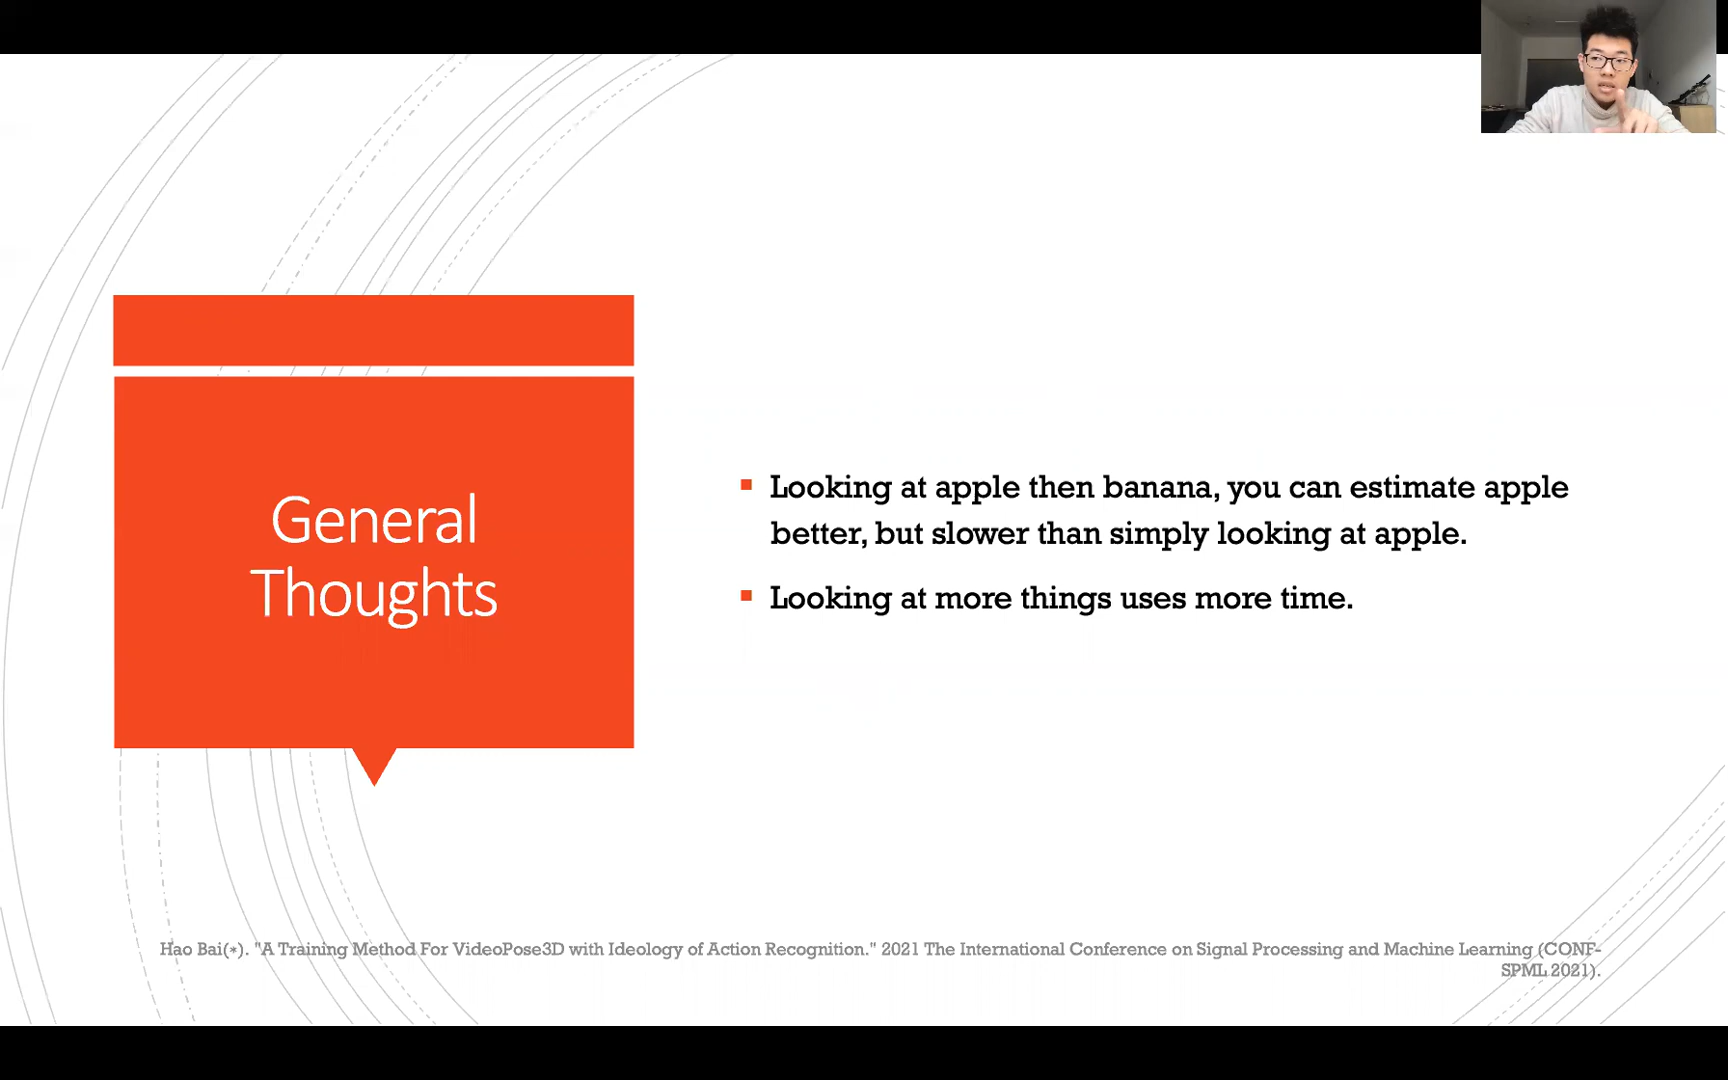 General
Thoughts
▪ Looking at apple then banana, you can estimate apple
better, but slower than simply looking at apple.
▪ Looking at more things uses more time.
Hao Bai(*). "A Training Method For VideoPose3D with Ideology of Action Recognition." 2021 The International Conference on Signal Processing and Machine Learning (CONF-
SPML 2021).